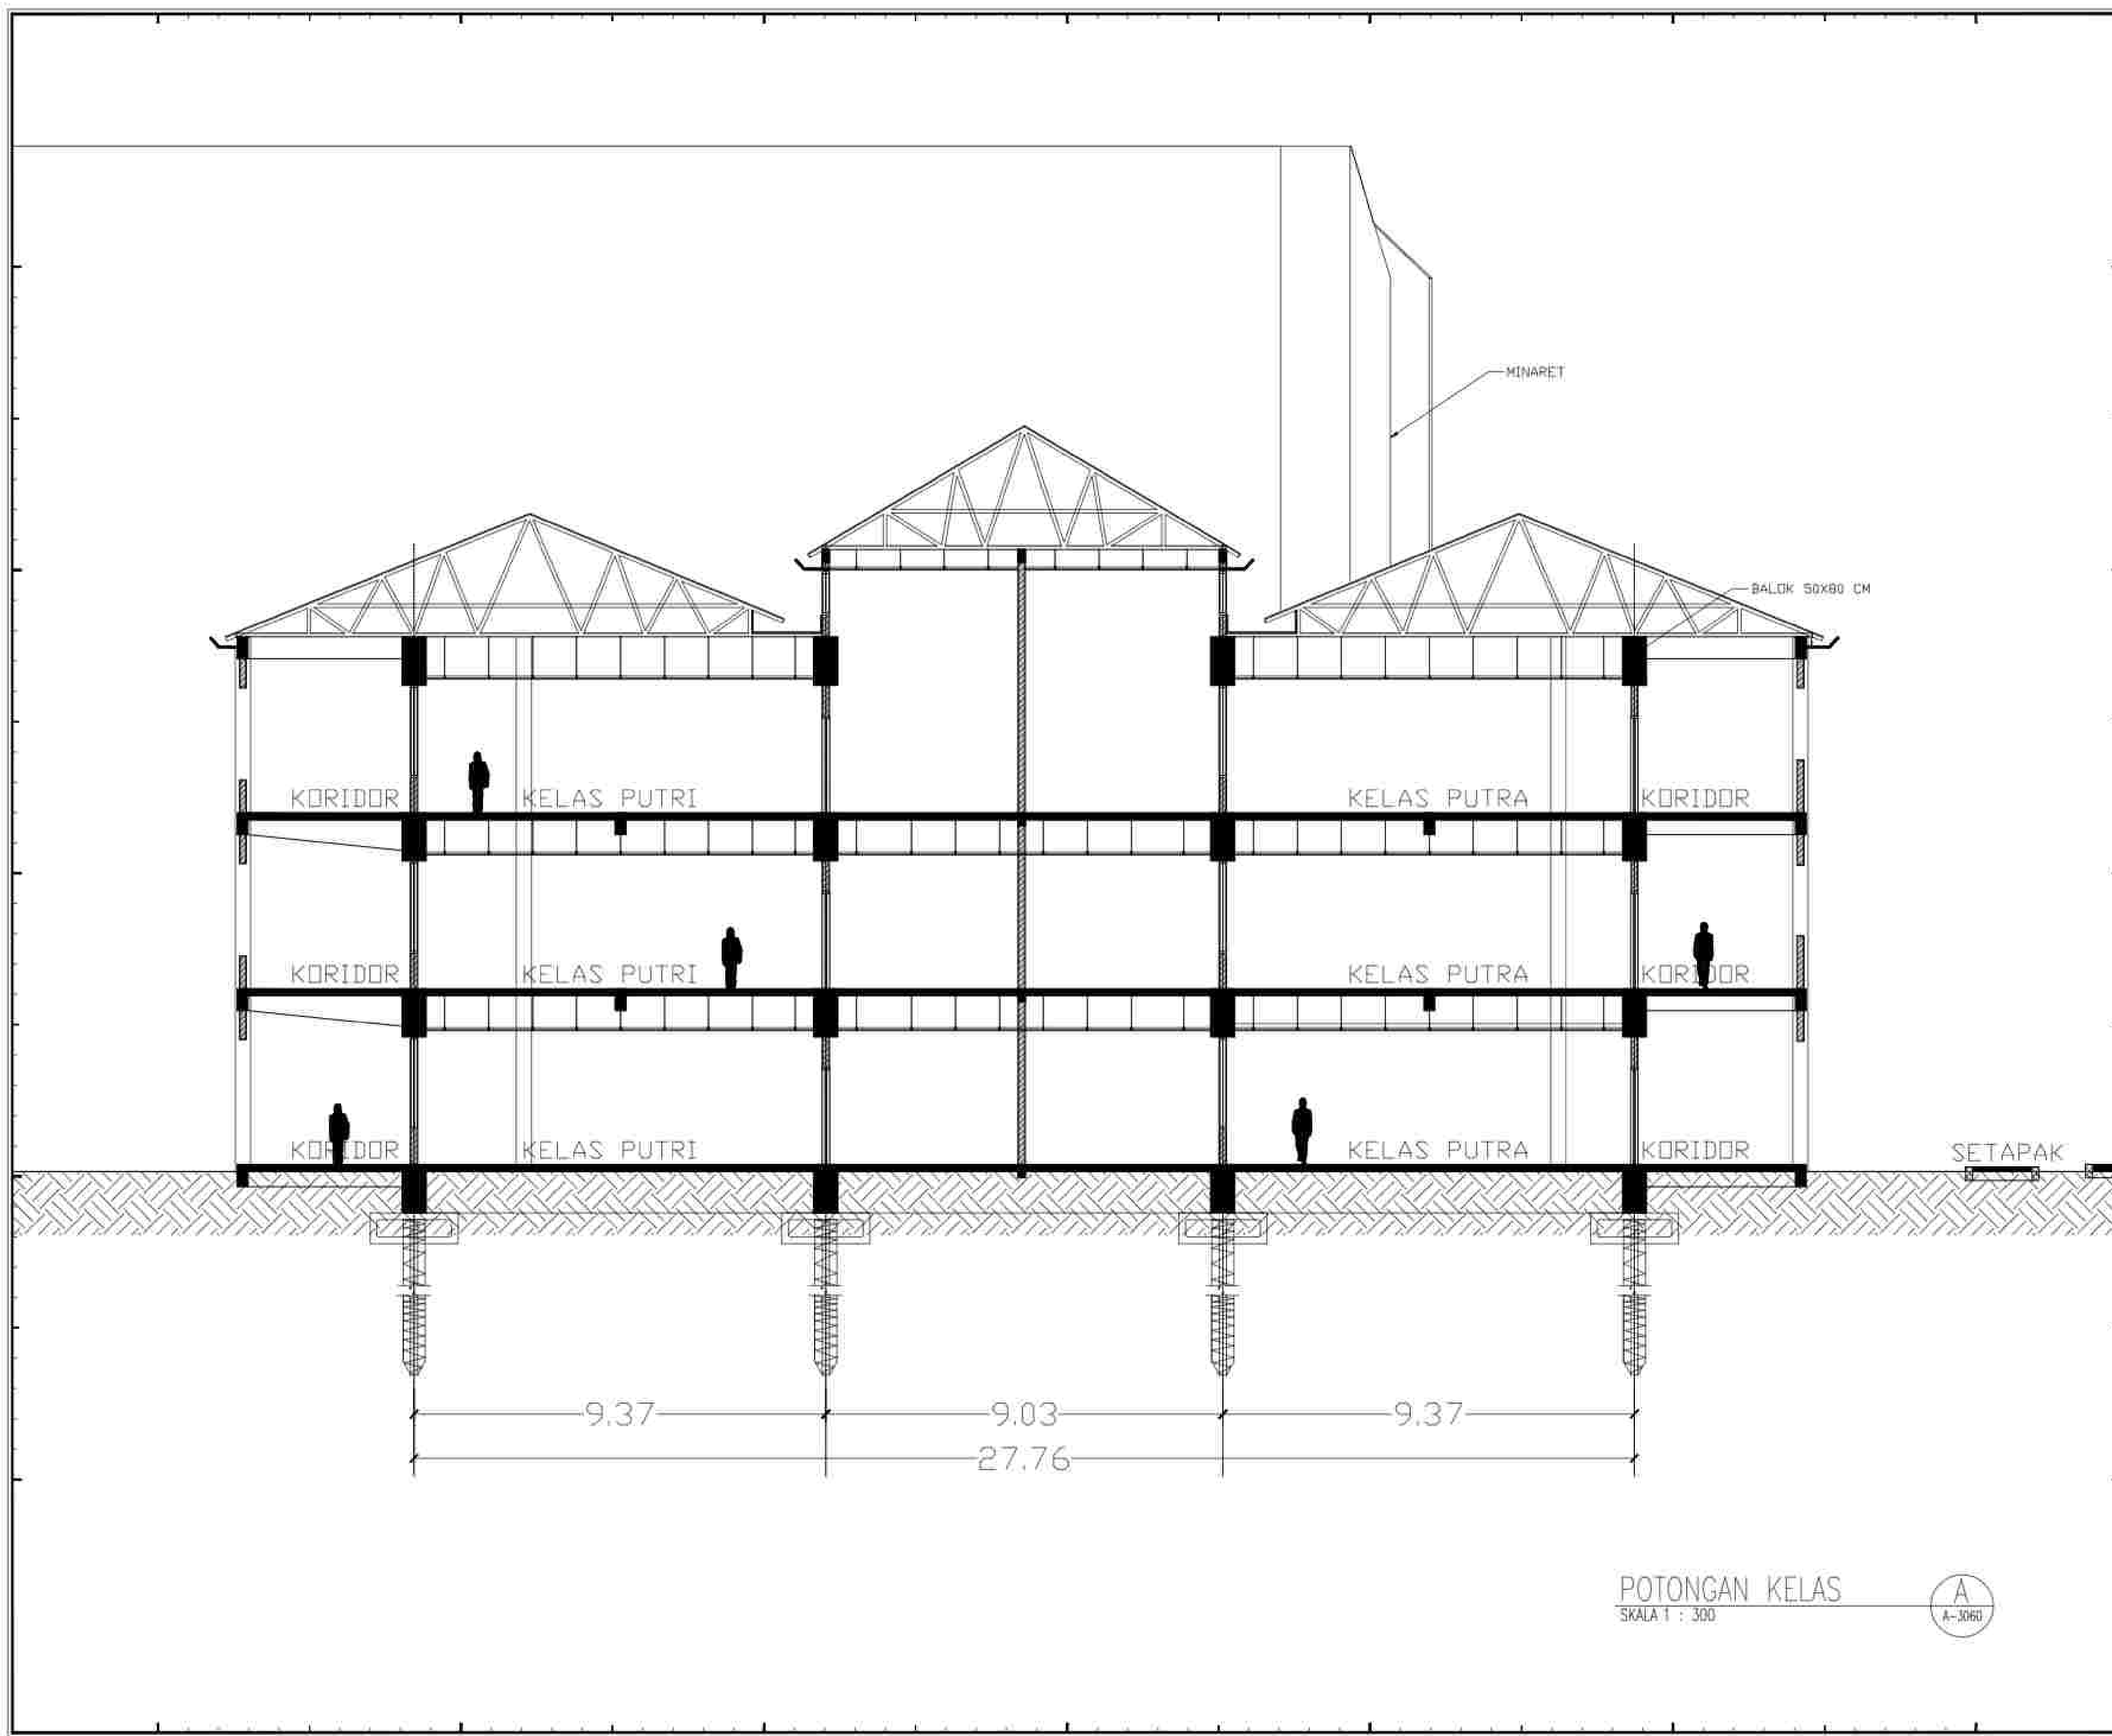 MINARET
BALOK 50X80 CM
KORIDOR KELAS PUTRI KELAS PUTRA KORIDOR
KORIDOR KELAS PUTRI KELAS PUTRA KORIDOR
KORIDOR KELAS PUTRI KELAS PUTRA KORIDOR SETAPAK
9.37 9.03 9.37
27.76
POTONGAN KELAS A
SKALA 1 : 300 A-3060